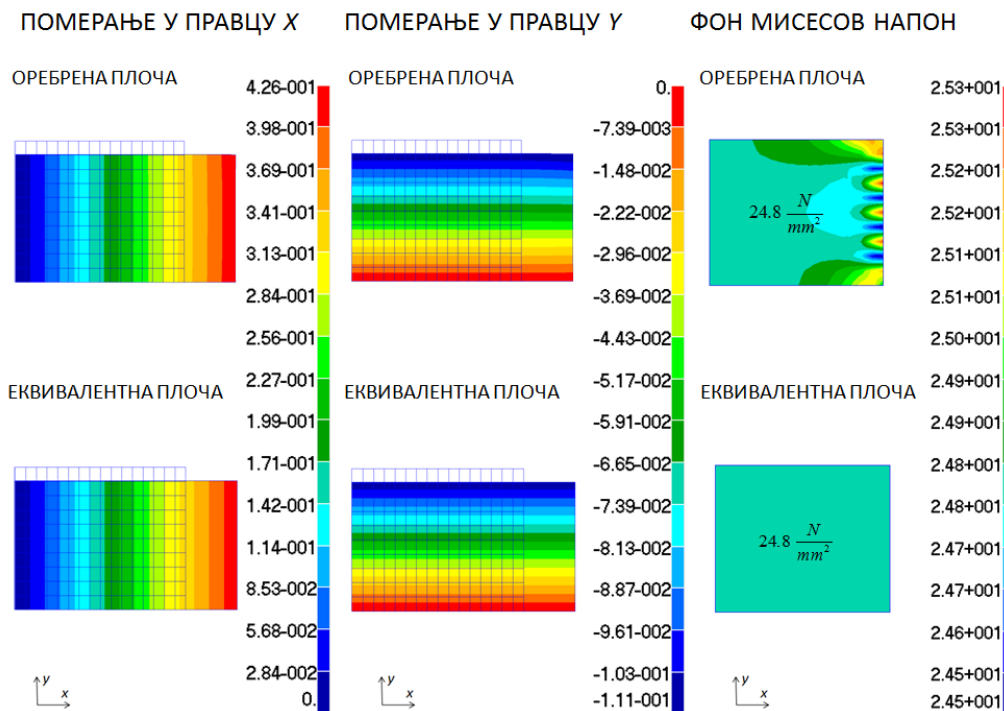 ПОМЕРАЊЕ У ПРАВЦУ X
ПОМЕРАЊЕ У ПРАВЦУ Y
ФОН МИСЕСОВ НАПОН
ОРЕБРЕНА ПЛОЧА
ОРЕБРЕНА ПЛОЧА
ОРЕБРЕНА ПЛОЧА
4.26-001
3.98-001
3.69-001
3.41-001
3.13-001
2.84-001
2.56-001
2.27-001
1.99-001
1.71-001
1.42-001
1.14-001
8.53-002
5.68-002
2.84-002
0.
0.
-7.39-003
-1.48-002
-2.22-002
-2.96-002
-3.69-002
-4.43-002
-5.17-002
-5.91-002
-6.65-002
-7.39-002
-8.13-002
-8.87-002
-9.61-002
-1.03-001
-1.11-001
2.53+001
2.53+001
2.52+001
2.52+001
2.51+001
2.51+001
2.50+001
2.49+001
2.49+001
2.48+001
2.48+001
2.47+001
2.47+001
2.46+001
2.45+001
2.45+001
24.8 N/mm²
ЕКВИВАЛЕНТНА ПЛОЧА
ЕКВИВАЛЕНТНА ПЛОЧА
ЕКВИВАЛЕНТНА ПЛОЧА
24.8 N/mm²
y
x
y
x
y
x